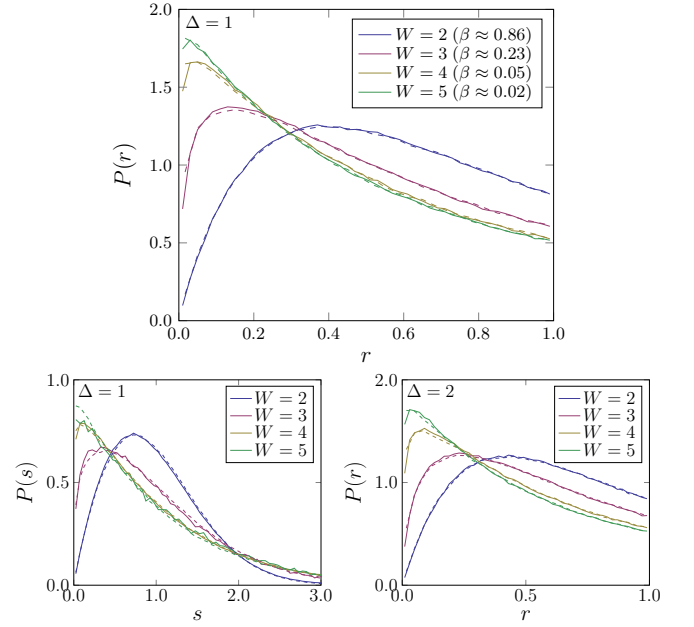 Δ = 1
W = 2 (β ≈ 0.86)
W = 3 (β ≈ 0.23)
W = 4 (β ≈ 0.05)
W = 5 (β ≈ 0.02)
2.0
1.5
1.0
0.5
0.0
P(r)
0.0 0.2 0.4 0.6 0.8 1.0
r
Δ = 1
W = 2
W = 3
W = 4
W = 5
1.0
0.5
0.0
P(s)
0.0 1.0 2.0 3.0
s
Δ = 2
W = 2
W = 3
W = 4
W = 5
2.0
1.0
0.0
P(r)
0.0 0.5 1.0
r